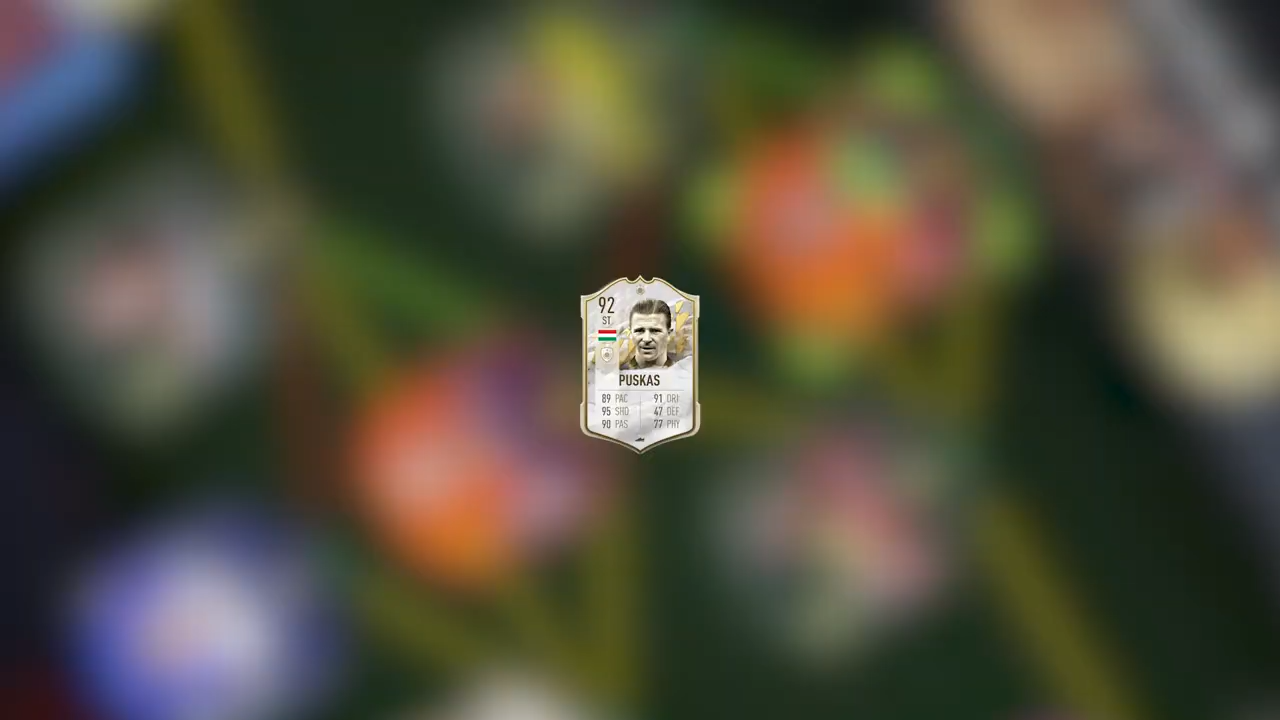 92
ST
PUSKAS
89 PAC 91 DRI
95 SHO 47 DEF
90 PAS 77 PHY